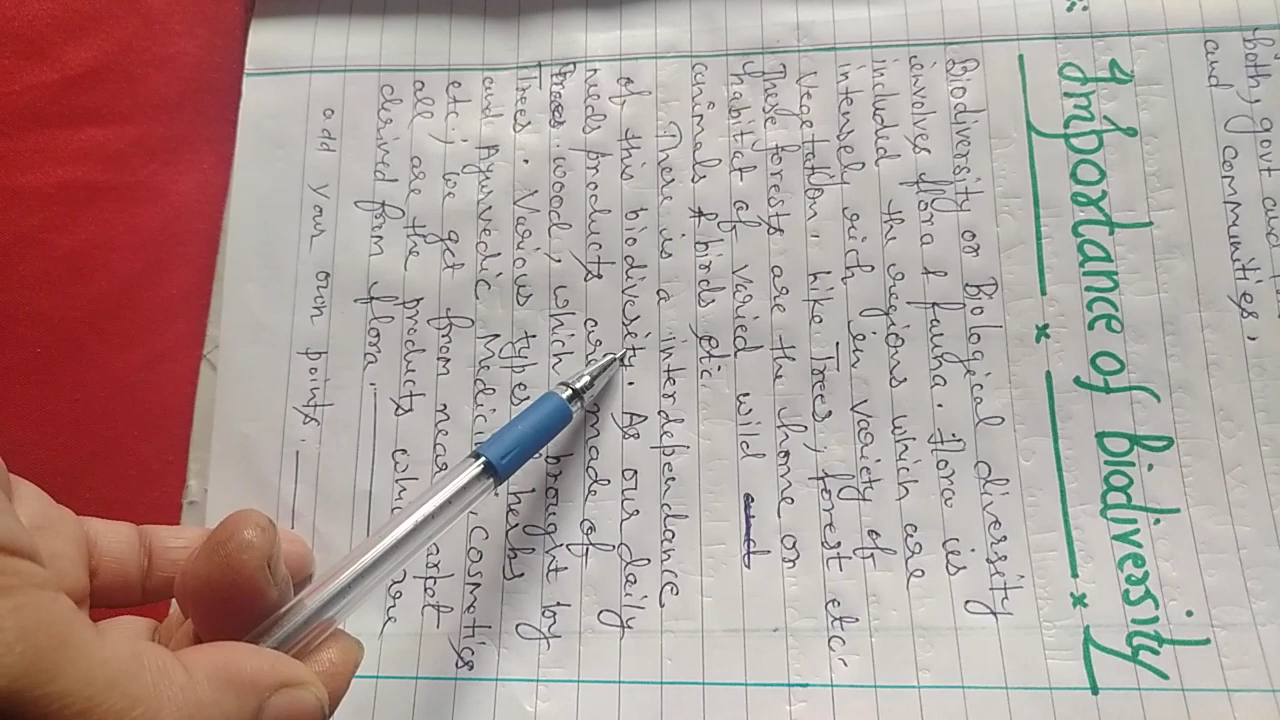 both, govt and
and communities.
Importance of biodiversity
Biodiversity or Biological diversity
involves flora & fauna. flora is
included the regions which are
intensely rich in variety of
vegetation. like Trees, forest etc.
These forests are the home or
habitat of varied wild
animals & birds etc.
There is a interdependance
of this biodiversity. As our daily
needs products are made of
wood, which brought by
Trees. Various types herbs
and Ayurvedic Medici cosmetics
etc; we get from near
all are the products whi are
derived from flora.
add your own points.